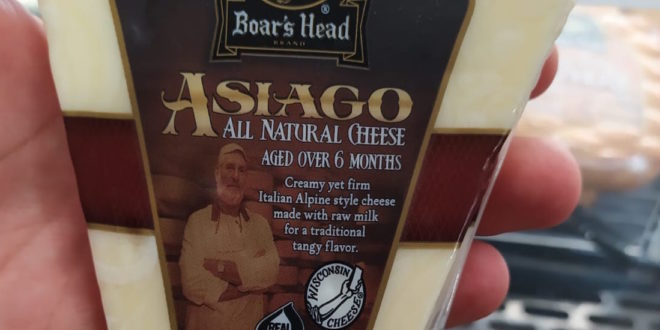 ®
Boar's Head
BRAND
ASIAGO
ALL NATURAL CHEESE
AGED OVER 6 MONTHS
Creamy yet firm
Italian Alpine style cheese
made with raw milk
for a traditional
tangy flavor.
WISCONSIN
CHEESE
REAL